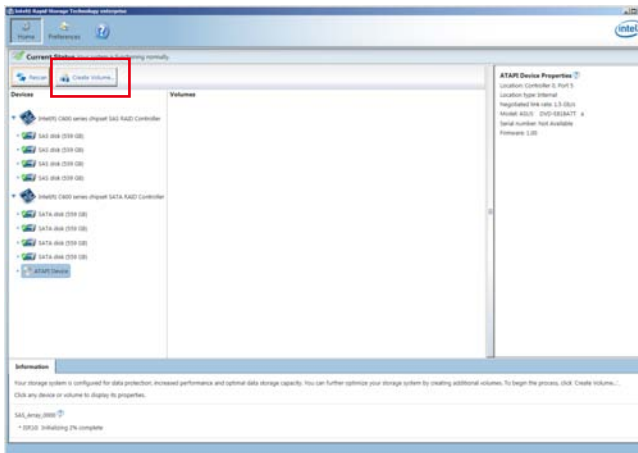 Intel® Rapid Storage Technology enterprise
Home
Preferences
intel
Current Status Your system is functioning normally.
Rescan
Create Volume...
Devices
Volumes
Intel(R) C600 series chipset SAS RAID Controller
SAS disk (559 GB)
SAS disk (559 GB)
SAS disk (559 GB)
SAS disk (559 GB)
Intel(R) C600 series chipset SATA RAID Controller
SATA disk (559 GB)
SATA disk (559 GB)
SATA disk (559 GB)
SATA disk (559 GB)
ATAPI Device
ATAPI Device Properties
Location: Controller 0, Port 5
Location type: Internal
Negotiated link rate: 1.5 Gb/s
Model: ASUS DVD-E818A7T a
Serial number: Not Available
Firmware: 1.00
Information
Your storage system is configured for data protection, increased performance and optimal data storage capacity. You can further optimize your storage system by creating additional volumes. To begin the process, click 'Create Volume...'.
Click any device or volume to display its properties.
SAS_Array_0000
Initializing 2% complete